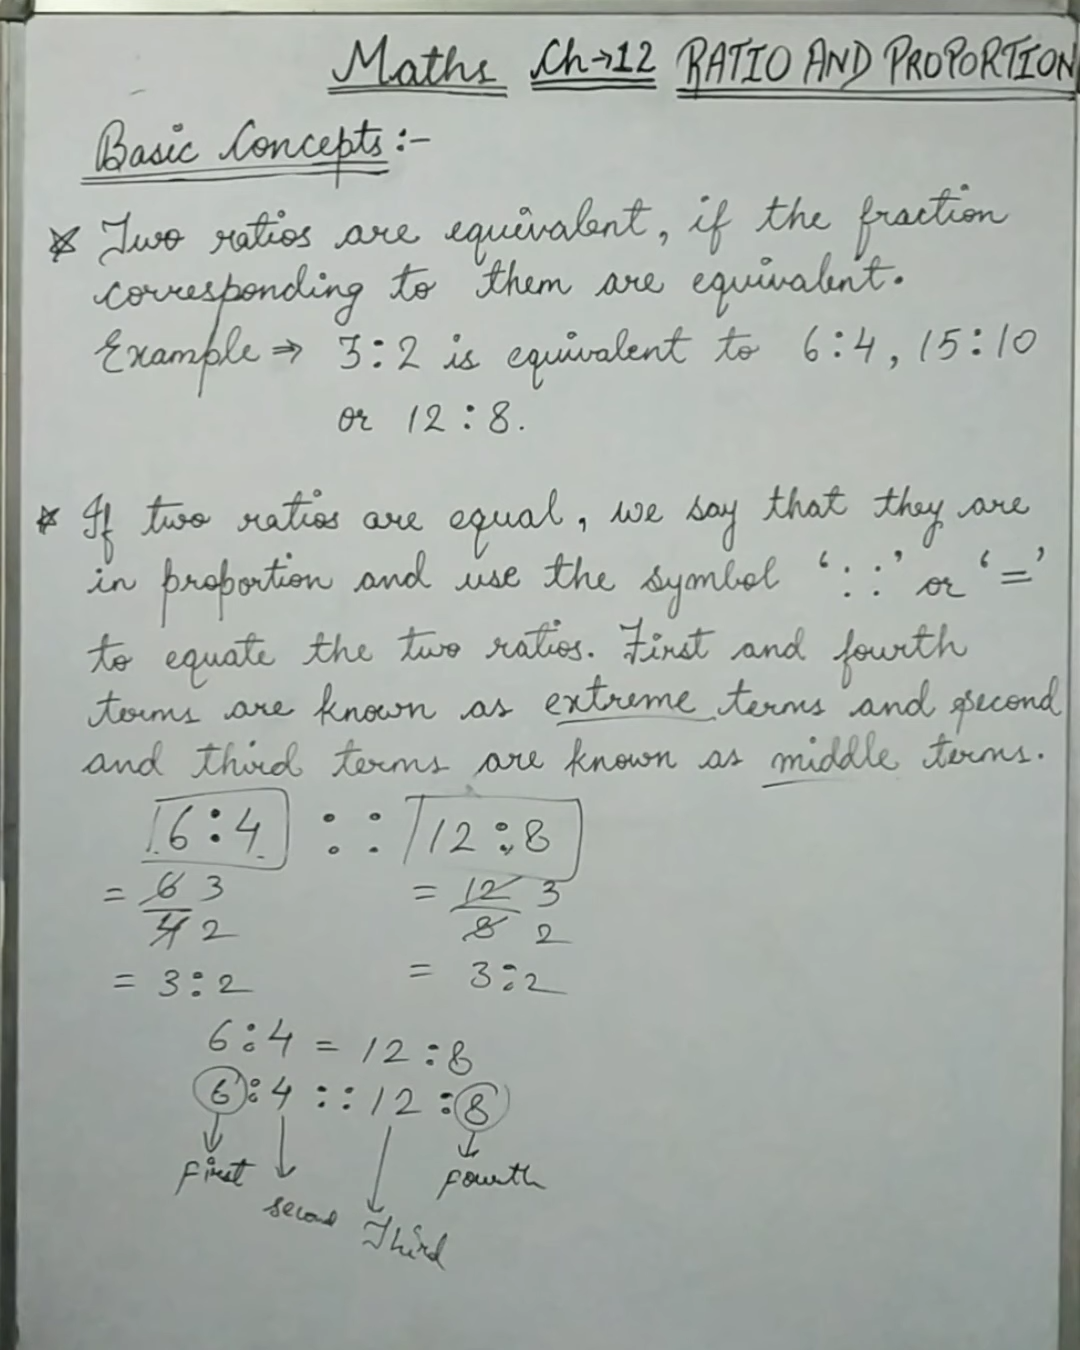 Maths Ch→12 RATIO AND PROPORTION
Basic Concepts :-
☆ Two ratios are equivalent, if the fraction
corresponding to them are equivalent.
Example ⇒ 3:2 is equivalent to 6:4, 15:10
or 12:8.
☆ If two ratios are equal, we say that they are
in proportion and use the symbol '::' or '='
to equate the two ratios. First and fourth
terms are known as extreme terms and second
and third terms are known as middle terms.
6:4 :: 12:8
= 6 3 = 12 3
4 2 8 2
= 3:2 = 3:2
6:4 = 12:8
6:4 :: 12:8
First fourth
second Third